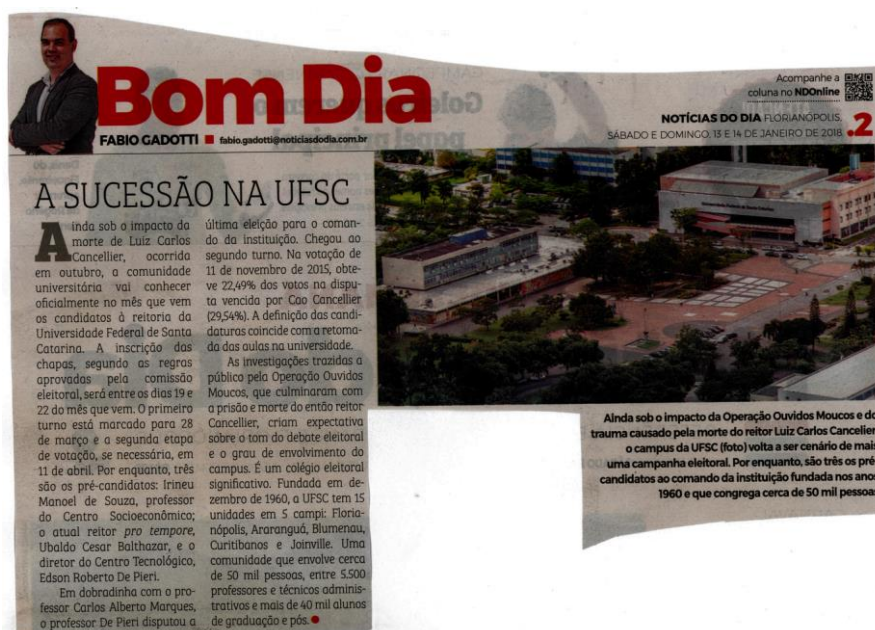 Bom Dia
FABIO GADOTTI ■ fabio.gadotti@noticiasdodia.com.br
Acompanhe a
coluna no NDOnline
NOTÍCIAS DO DIA FLORIANÓPOLIS,
SÁBADO E DOMINGO, 13 E 14 DE JANEIRO DE 2018 .2
A SUCESSÃO NA UFSC
Ainda sob o impacto da
morte de Luiz Carlos
Cancellier, ocorrida
em outubro, a comunidade
universitária vai conhecer
oficialmente no mês que vem
os candidatos à reitoria da
Universidade Federal de Santa
Catarina. A inscrição das
chapas, segundo as regras
aprovadas pela comissão
eleitoral, será entre os dias 19 e
22 do mês que vem. O primeiro
turno está marcado para 28
de março e a segunda etapa
de votação, se necessária, em
11 de abril. Por enquanto, três
são os pré-candidatos: Irineu
Manoel de Souza, professor
do Centro Socioeconômico;
o atual reitor pro tempore,
Ubaldo Cesar Balthazar, e o
diretor do Centro Tecnológico,
Edson Roberto De Pieri.
Em dobradinha com o pro-
fessor Carlos Alberto Marques,
o professor De Pieri disputou a
última eleição para o coman-
do da instituição. Chegou ao
segundo turno. Na votação de
11 de novembro de 2015, obte-
ve 22,49% dos votos na dispu-
ta vencida por Cao Cancellier
(29,54%). A definição das candi-
daturas coincide com a retoma-
da das aulas na universidade.
As investigações trazidas a
público pela Operação Ouvidos
Moucos, que culminaram com
a prisão e morte do então reitor
Cancellier, criam expectativa
sobre o tom do debate eleitoral
e o grau de envolvimento do
campus. É um colégio eleitoral
significativo. Fundada em de-
zembro de 1960, a UFSC tem 15
unidades em 5 campi: Floria-
nópolis, Araranguá, Blumenau,
Curitibanos e Joinville. Uma
comunidade que envolve cerca
de 50 mil pessoas, entre 5.500
professores e técnicos adminis-
trativos e mais de 40 mil alunos
de graduação e pós. ●
Ainda sob o impacto da Operação Ouvidos Moucos e do
trauma causado pela morte do reitor Luiz Carlos Cancelier,
o campus da UFSC (foto) volta a ser cenário de mais
uma campanha eleitoral. Por enquanto, são três os pré-
candidatos ao comando da instituição fundada nos anos
1960 e que congrega cerca de 50 mil pessoas